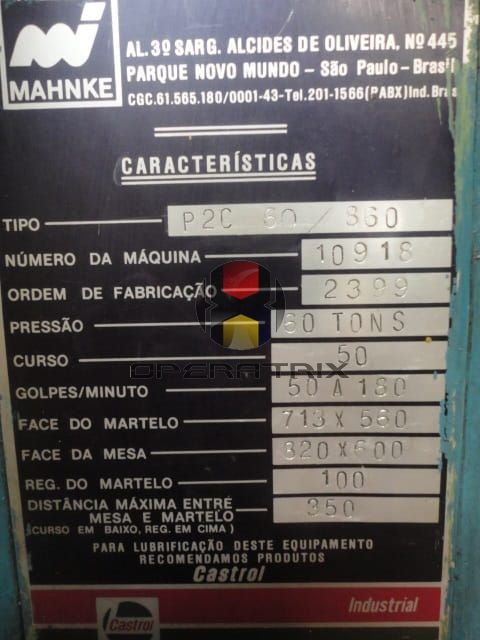 MAHNKE
AL. 3º SARG. ALCIDES DE OLIVEIRA, Nº 445
PARQUE NOVO MUNDO – São Paulo – Brasil
CGC.61.565.180/0001-43-Tel.201-1566(PABX)Ind.Bras
CARACTERÍSTICAS
TIPO P2C 60/860
NÚMERO DA MÁQUINA 10918
ORDEM DE FABRICAÇÃO 2399
PRESSÃO 60 TONS
CURSO 50
OPERATRIX
GOLPES/MINUTO 50 A 180
FACE DO MARTELO 713 X 560
FACE DA MESA 820 X 600
REG. DO MARTELO 100
DISTÂNCIA MÁXIMA ENTRE
MESA E MARTELO 350
(CURSO EM BAIXO, REG. EM CIMA)
PARA LUBRIFICAÇÃO DESTE EQUIPAMENTO
RECOMENDAMOS PRODUTOS
Castrol
Castrol Industrial